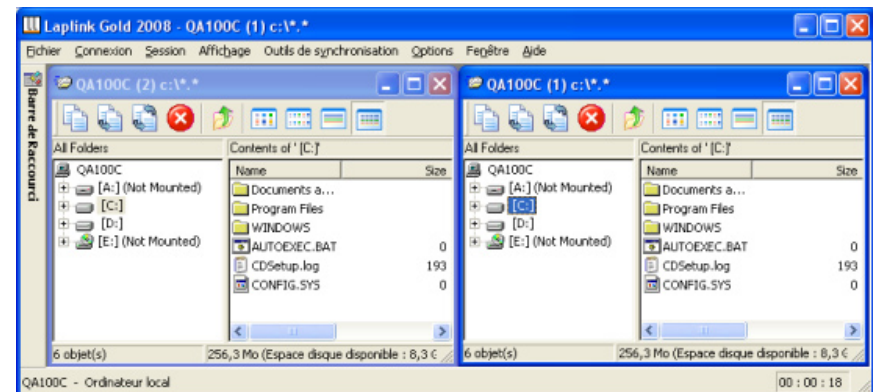 Laplink Gold 2008 - QA100C (1) c:\*.*
Fichier Connexion Session Affichage Outils de synchronisation Options Fenêtre Aide
Barre de Raccourci
QA100C (2) c:\*.*
All Folders Contents of ' [C:]'
QA100C
[A:] (Not Mounted)
[C:]
[D:]
[E:] (Not Mounted)
Name Size
Documents a...
Program Files
WINDOWS
AUTOEXEC.BAT 0
CDSetup.log 193
CONFIG.SYS 0
6 objet(s) 256,3 Mo (Espace disque disponible : 8,3 G
QA100C (1) c:\*.*
All Folders Contents of ' [C:]'
QA100C
[A:] (Not Mounted)
[C:]
[D:]
[E:] (Not Mounted)
Name Size
Documents a...
Program Files
WINDOWS
AUTOEXEC.BAT 0
CDSetup.log 193
CONFIG.SYS 0
6 objet(s) 256,3 Mo (Espace disque disponible : 8,3 G
QA100C - Ordinateur local 00 : 00 : 18